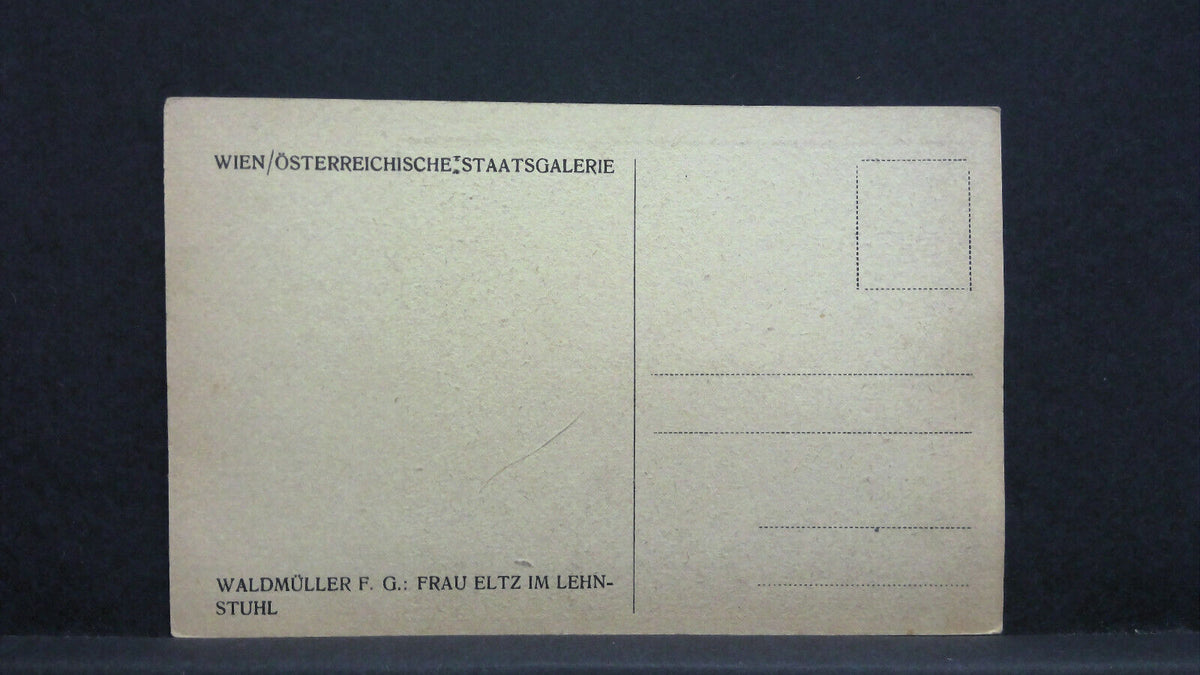 WIEN/ÖSTERREICHISCHE STAATSGALERIE
WALDMÜLLER F. G.: FRAU ELTZ IM LEHN-
STUHL